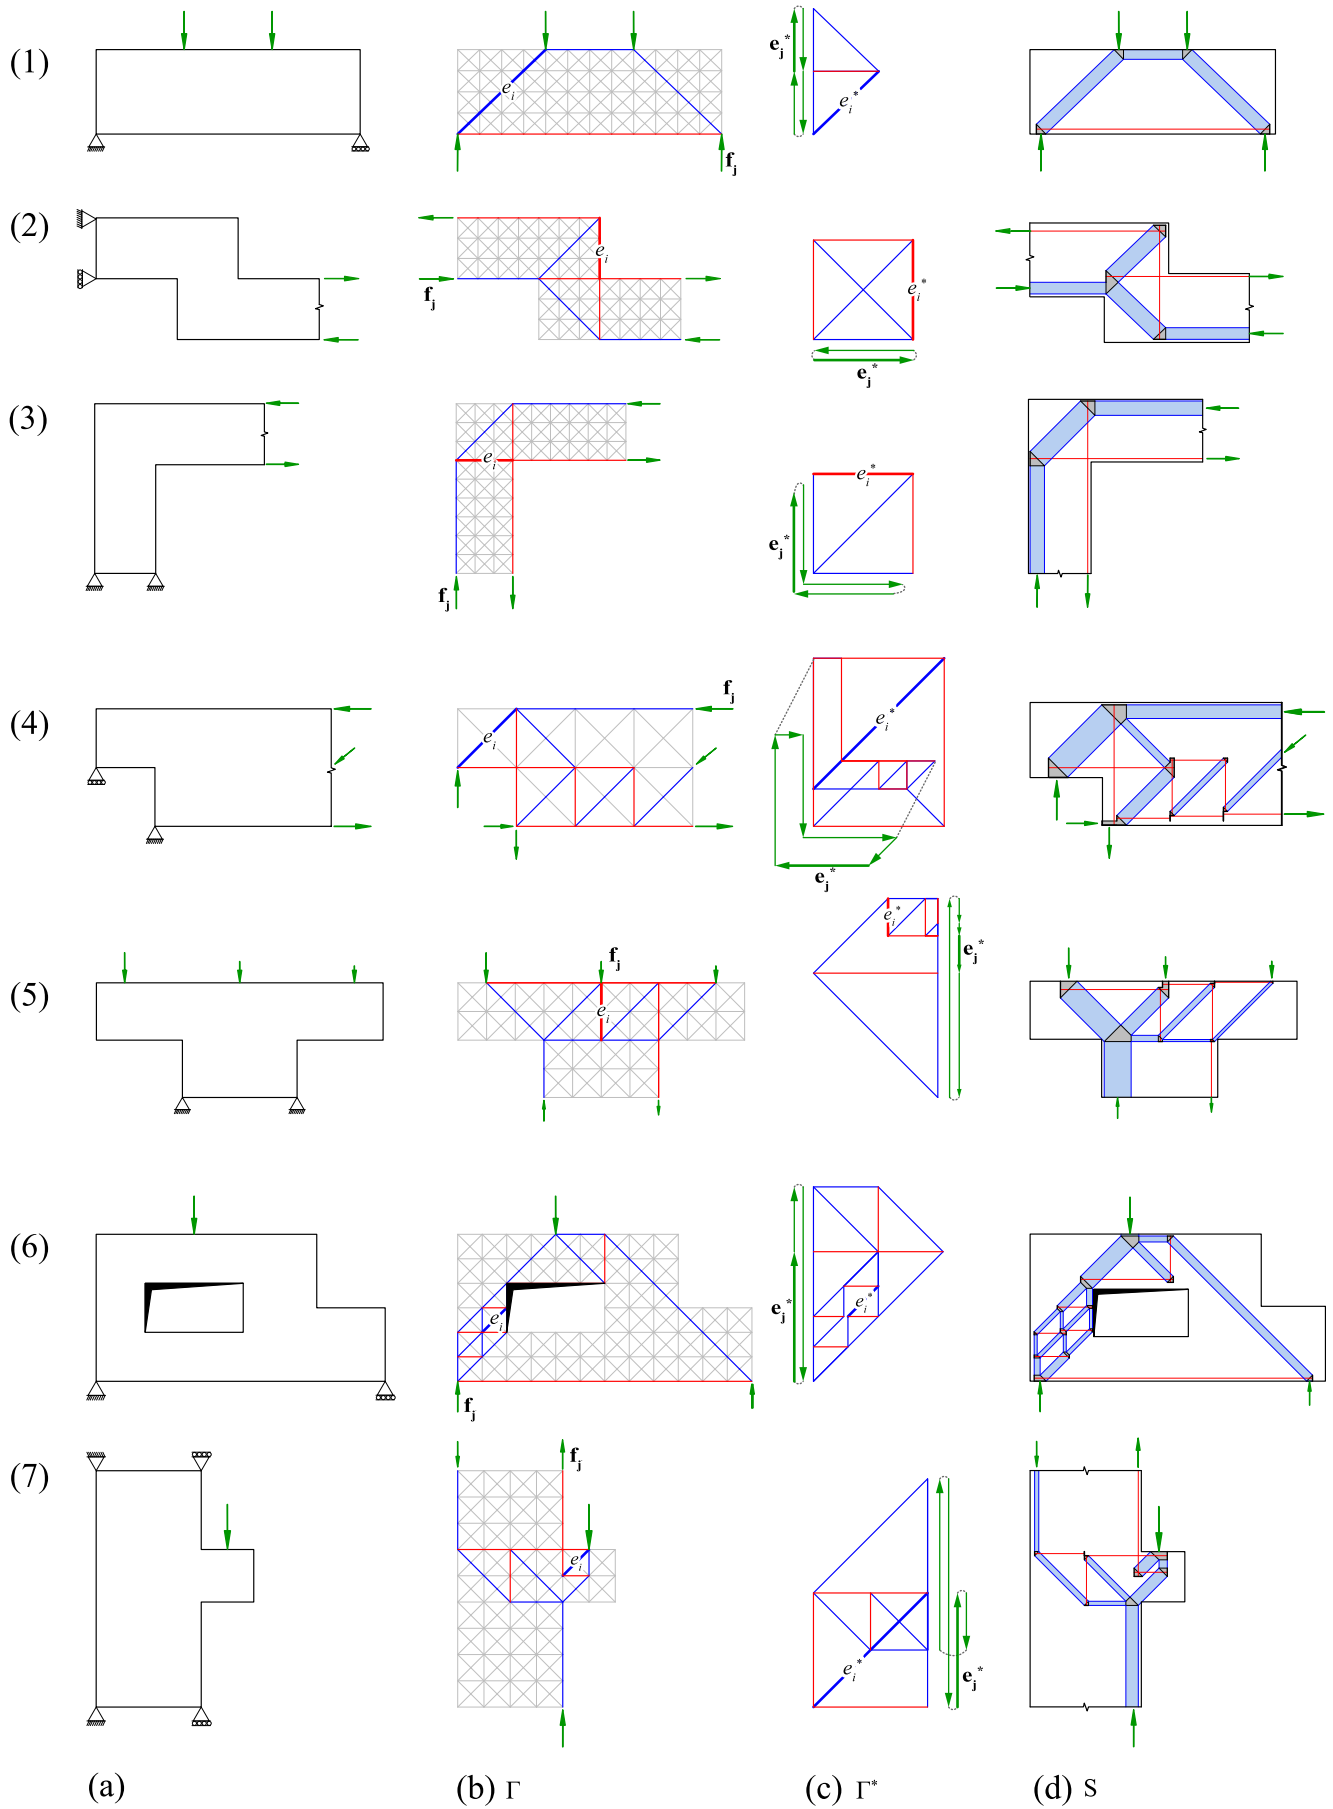 (1)
e_i
f_j
e_j*
e_i*
(2)
e_i
f_j
e_i*
e_j*
(3)
e_i
f_j
e_i*
e_j*
(4)
e_i
f_j
e_i*
e_j*
(5)
f_j
e_i
e_i*
e_j*
(6)
e_i
f_j
e_j*
e_i*
(7)
f_j
e_i
e_i*
e_j*
(a) (b) Γ (c) Γ* (d) S